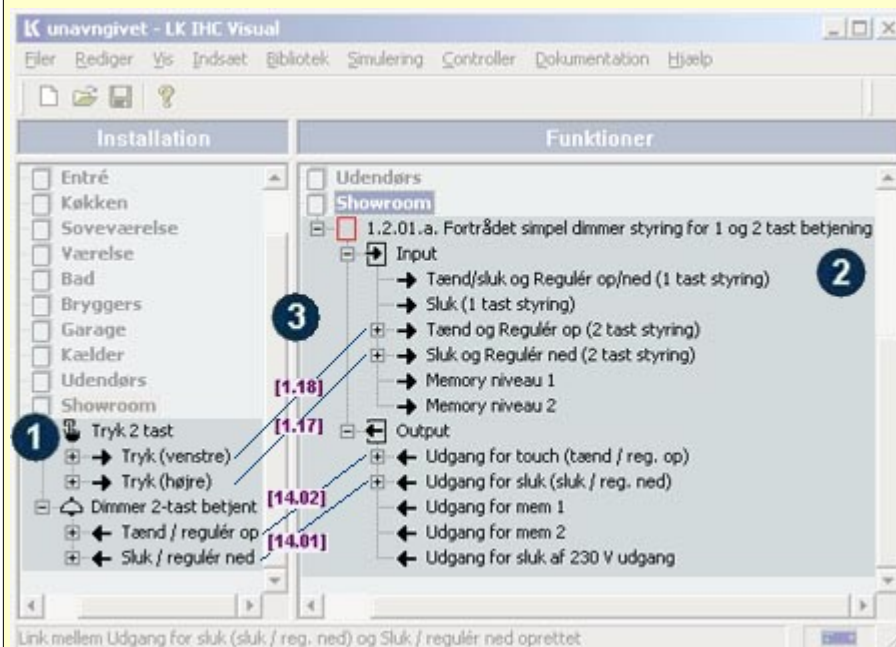 unavngivet - LK IHC Visual
Filer Rediger Vis Indsæt Bibliotek Simulering Controller Dokumentation Hjælp
Installation
Funktioner
Entré
Køkken
Soveværelse
Værelse
Bad
Bryggers
Garage
Kælder
Udendørs
Showroom
1
Tryk 2 tast
Tryk (venstre)
Tryk (højre)
Dimmer 2-tast betjent
Tænd / regulér op
Sluk / regulér ned
3
[1.18]
[1.17]
[14.02]
[14.01]
Udendørs
Showroom
1.2.01.a. Fortrådet simpel dimmer styring for 1 og 2 tast betjening
Input
2
Tænd/sluk og Regulér op/ned (1 tast styring)
Sluk (1 tast styring)
Tænd og Regulér op (2 tast styring)
Sluk og Regulér ned (2 tast styring)
Memory niveau 1
Memory niveau 2
Output
Udgang for touch (tænd / reg. op)
Udgang for sluk (sluk / reg. ned)
Udgang for mem 1
Udgang for mem 2
Udgang for sluk af 230 V udgang
Link mellem Udgang for sluk (sluk / reg. ned) og Sluk / regulér ned oprettet